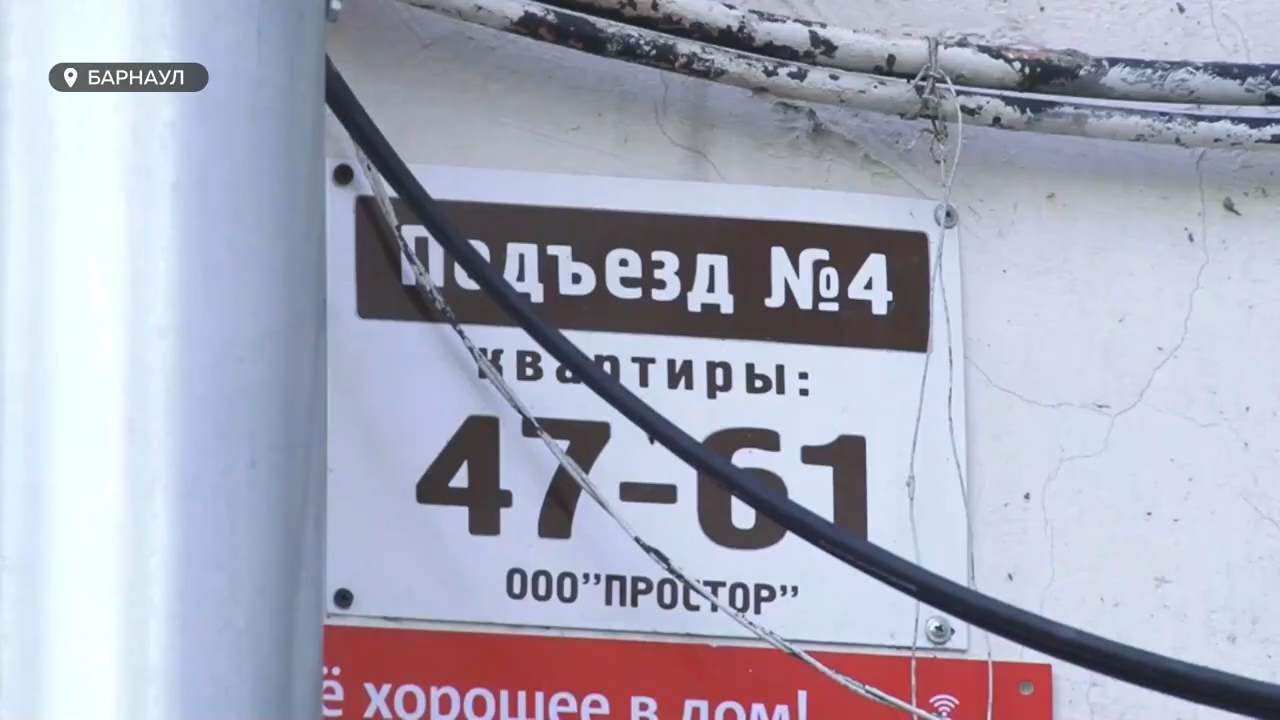 БАРНАУЛ
Подъезд №4
квартиры:
47-61
ООО"ПРОСТОР"
ё хорошее в дом!